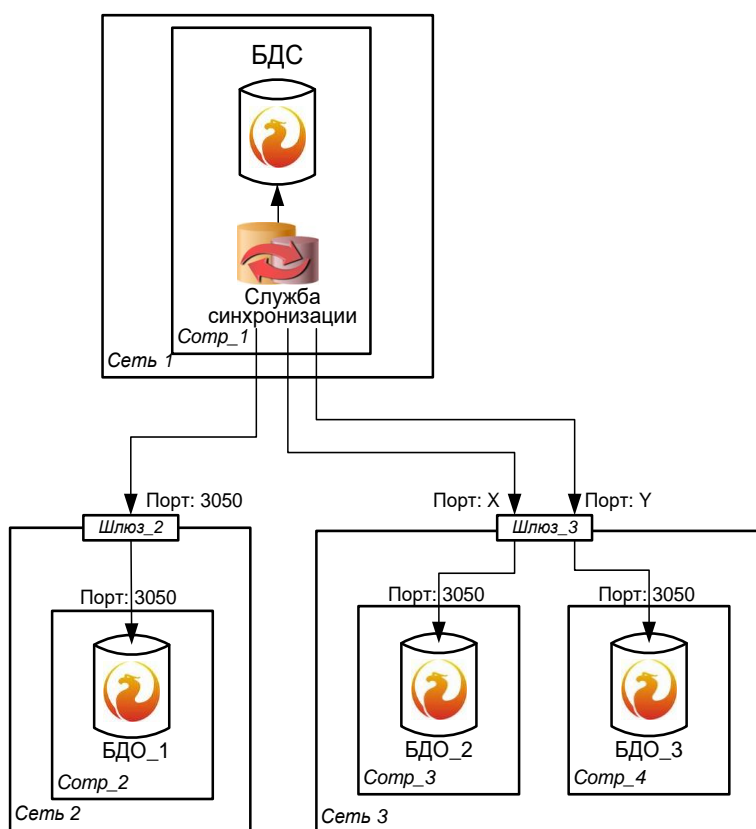 БДС
Служба
синхронизации
Comp_1
Сеть 1
Порт: 3050
Порт: X
Порт: Y
Шлюз_2
Шлюз_3
Порт: 3050
Порт: 3050
Порт: 3050
БДО_1
БДО_2
БДО_3
Comp_2
Comp_3
Comp_4
Сеть 2
Сеть 3